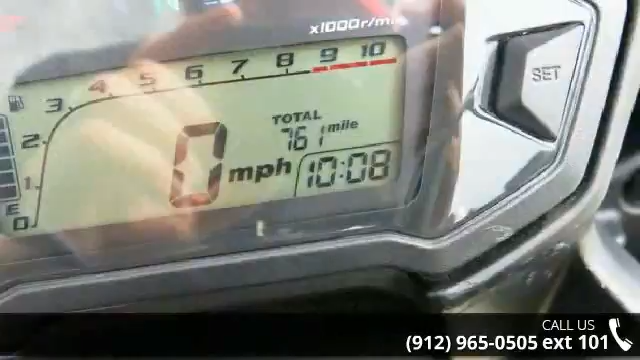 x1000r/min
3 4 5 6 7 8 9 10
SET
TOTAL
2
761 mile
0 mph 10:08
1
E
0
CALL US
(912) 965-0505 ext 101